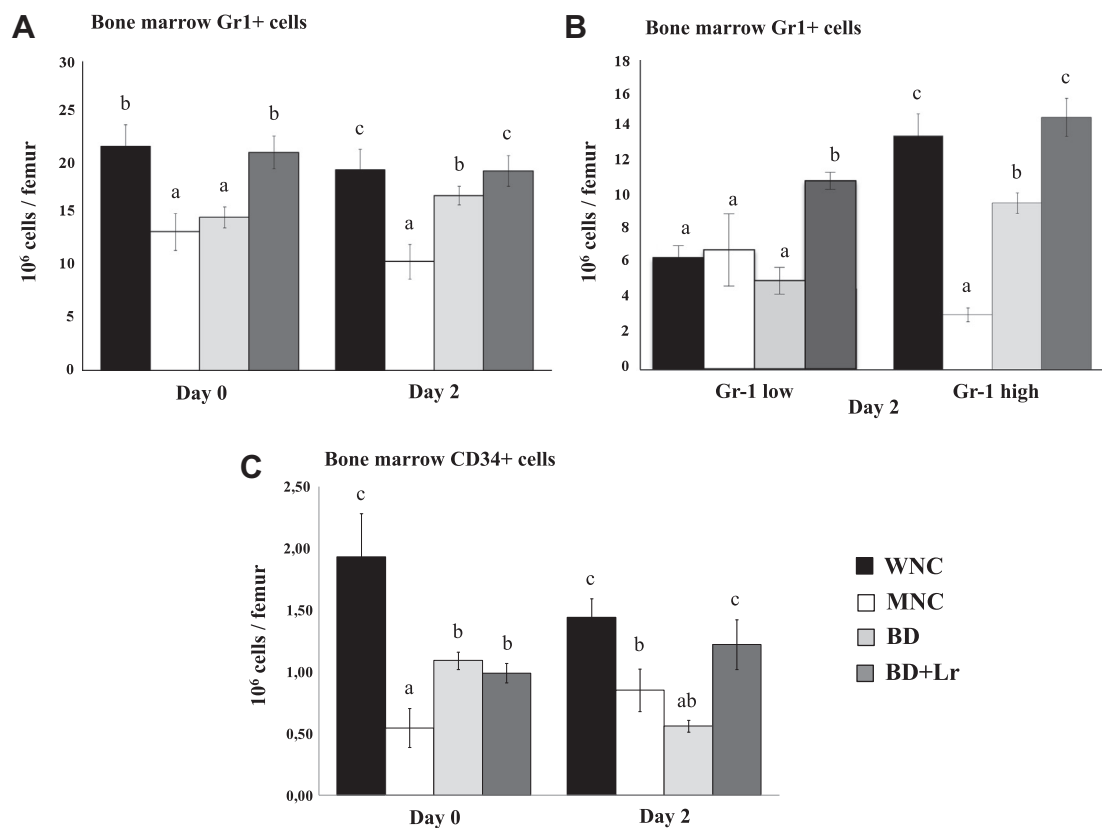 A
Bone marrow Gr1+ cells
10⁶ cells / femur
30
25
20
15
10
5
0
b
a
a
b
c
a
b
c
Day 0
Day 2
B
Bone marrow Gr1+ cells
10⁶ cells / femur
18
16
14
12
10
8
6
4
2
0
a
a
a
b
c
a
b
c
Gr-1 low
Gr-1 high
Day 2
C
Bone marrow CD34+ cells
10⁶ cells / femur
2,50
2,00
1,50
1,00
0,50
0,00
c
a
b
b
c
b
ab
c
Day 0
Day 2
WNC
MNC
BD
BD+Lr